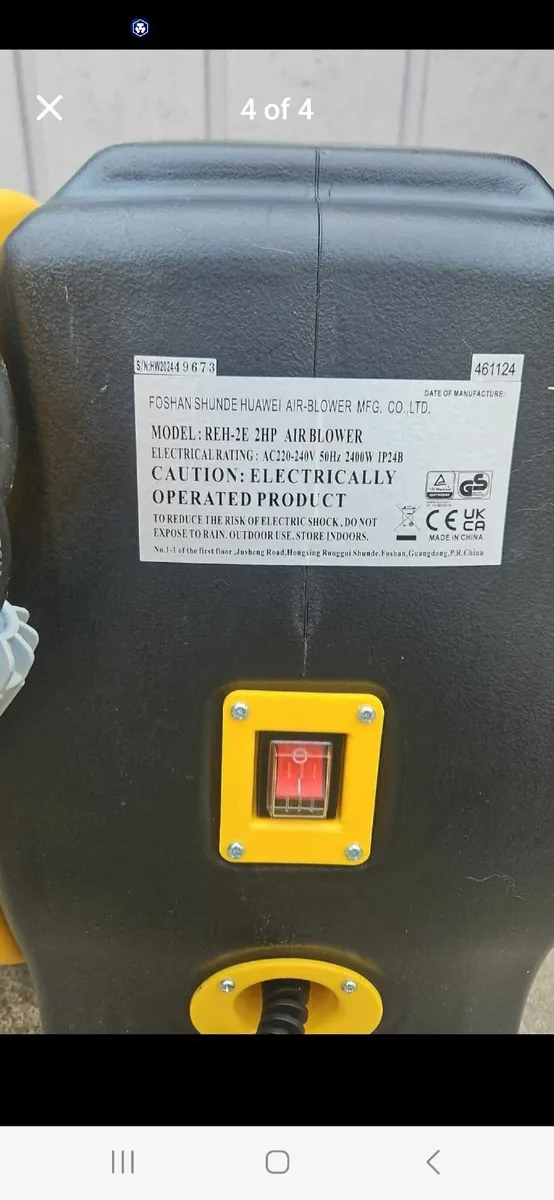 4 of 4
S/N:HW202449673
461124
DATE OF MANUFACTURE:
FOSHAN SHUNDE HUAWEI AIR-BLOWER MFG. CO.,LTD.
MODEL: REH-2E 2HP AIR BLOWER
ELECTRICAL RATING: AC220-240V 50Hz 2400W IP24B
CAUTION: ELECTRICALLY
OPERATED PRODUCT
GS
TO REDUCE THE RISK OF ELECTRIC SHOCK, DO NOT
EXPOSE TO RAIN. OUTDOOR USE. STORE INDOORS.
CE UK
CA
MADE IN CHINA
No.1-1 of the first floor, Jusheng Road, Hongxing Ronggui Shunde, Foshan, Guangdong, P.R.China